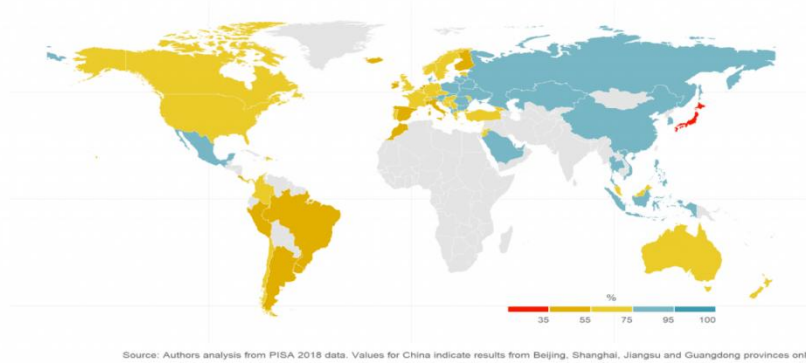 %
35 55 75 95 100
Source: Authors analysis from PISA 2018 data. Values for China indicate results from Beijing, Shanghai, Jiangsu and Guangdong provinces onl